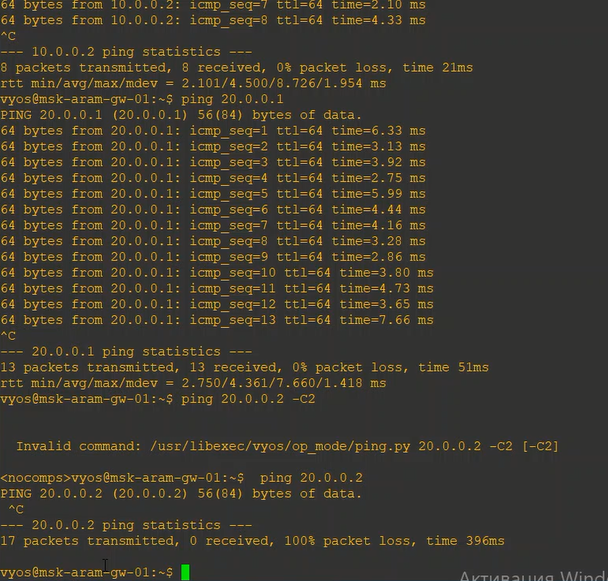 64 bytes from 10.0.0.2: icmp_seq=7 ttl=64 time=2.10 ms
64 bytes from 10.0.0.2: icmp_seq=8 ttl=64 time=4.33 ms
^C
--- 10.0.0.2 ping statistics ---
8 packets transmitted, 8 received, 0% packet loss, time 21ms
rtt min/avg/max/mdev = 2.101/4.500/8.726/1.954 ms
vyos@msk-aram-gw-01:~$ ping 20.0.0.1
PING 20.0.0.1 (20.0.0.1) 56(84) bytes of data.
64 bytes from 20.0.0.1: icmp_seq=1 ttl=64 time=6.33 ms
64 bytes from 20.0.0.1: icmp_seq=2 ttl=64 time=3.13 ms
64 bytes from 20.0.0.1: icmp_seq=3 ttl=64 time=3.92 ms
64 bytes from 20.0.0.1: icmp_seq=4 ttl=64 time=2.75 ms
64 bytes from 20.0.0.1: icmp_seq=5 ttl=64 time=5.99 ms
64 bytes from 20.0.0.1: icmp_seq=6 ttl=64 time=4.44 ms
64 bytes from 20.0.0.1: icmp_seq=7 ttl=64 time=4.16 ms
64 bytes from 20.0.0.1: icmp_seq=8 ttl=64 time=3.28 ms
64 bytes from 20.0.0.1: icmp_seq=9 ttl=64 time=2.86 ms
64 bytes from 20.0.0.1: icmp_seq=10 ttl=64 time=3.80 ms
64 bytes from 20.0.0.1: icmp_seq=11 ttl=64 time=4.73 ms
64 bytes from 20.0.0.1: icmp_seq=12 ttl=64 time=3.65 ms
64 bytes from 20.0.0.1: icmp_seq=13 ttl=64 time=7.66 ms
^C
--- 20.0.0.1 ping statistics ---
13 packets transmitted, 13 received, 0% packet loss, time 51ms
rtt min/avg/max/mdev = 2.750/4.361/7.660/1.418 ms
vyos@msk-aram-gw-01:~$ ping 20.0.0.2 -C2
Invalid command: /usr/libexec/vyos/op_mode/ping.py 20.0.0.2 -C2 [-C2]
<nocomps>vyos@msk-aram-gw-01:~$  ping 20.0.0.2
PING 20.0.0.2 (20.0.0.2) 56(84) bytes of data.
^C
--- 20.0.0.2 ping statistics ---
17 packets transmitted, 0 received, 100% packet loss, time 396ms
vyos@msk-aram-gw-01:~$
Активация Wind